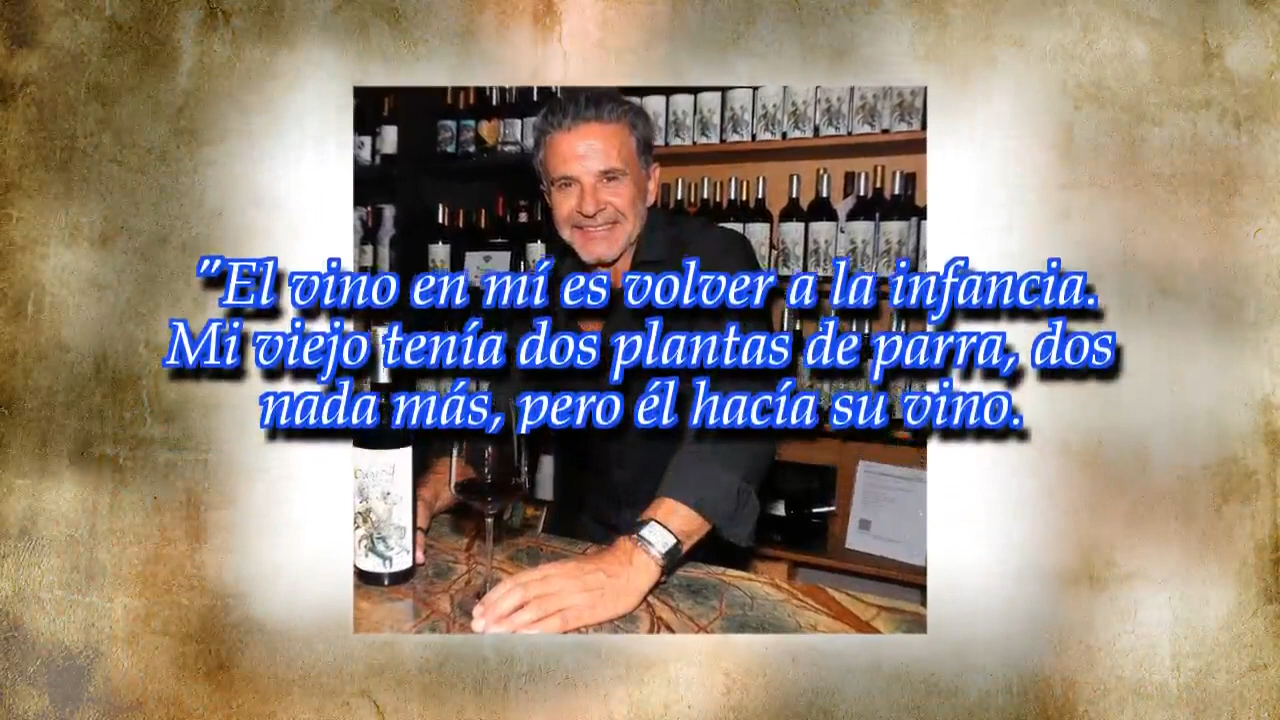 "El vino en mí es volver a la infancia.
Mi viejo tenía dos plantas de parra, dos
nada más, pero él hacía su vino.